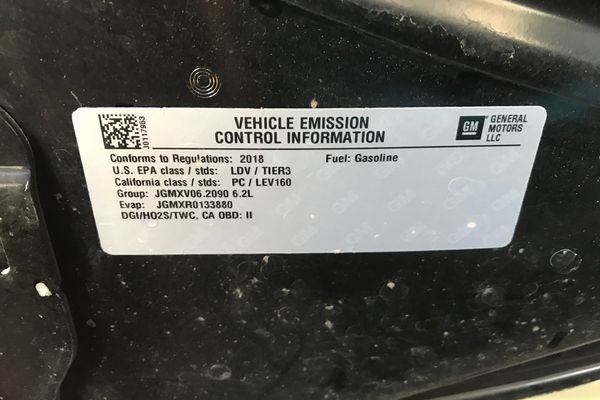 VEHICLE EMISSION
CONTROL INFORMATION
GM GENERAL
MOTORS
LLC
J0117953
Conforms to Regulations: 2018 Fuel: Gasoline
U.S. EPA class / stds: LDV / TIER3
California class / stds: PC / LEV160
Group: JGMXV06.2090 6.2L
Evap: JGMXR0133880
DGI/HO2S/TWC, CA OBD: II